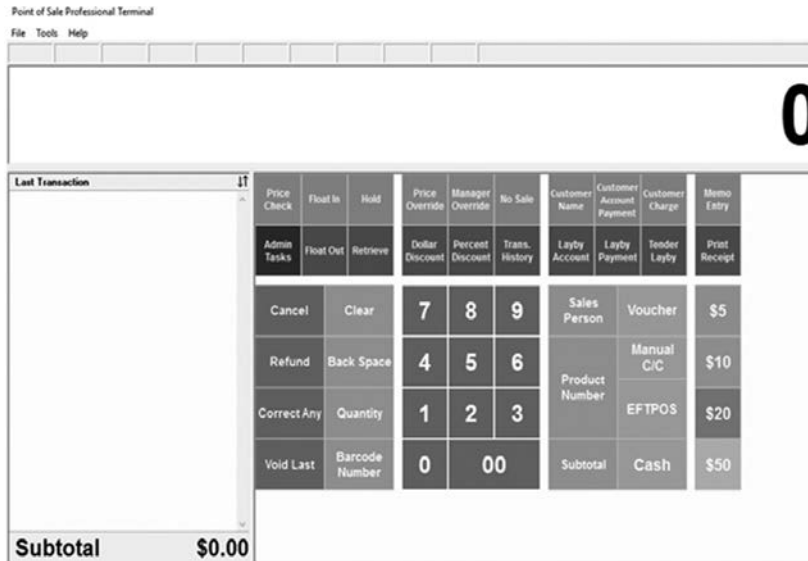 Point of Sale Professional Terminal
File Tools Help
0
Last Transaction
Price Check
Float In
Hold
Price Override
Manager Override
No Sale
Customer Name
Customer Account Payment
Customer Charge
Memo Entry
Admin Tasks
Float Out
Retrieve
Dollar Discount
Percent Discount
Trans. History
Layby Account
Layby Payment
Tender Layby
Print Receipt
Cancel
Clear
7
8
9
Sales Person
Voucher
$5
Refund
Back Space
4
5
6
Product Number
Manual C/C
$10
Correct Any
Quantity
1
2
3
EFTPOS
$20
Void Last
Barcode Number
0
00
Subtotal
Cash
$50
Subtotal $0.00